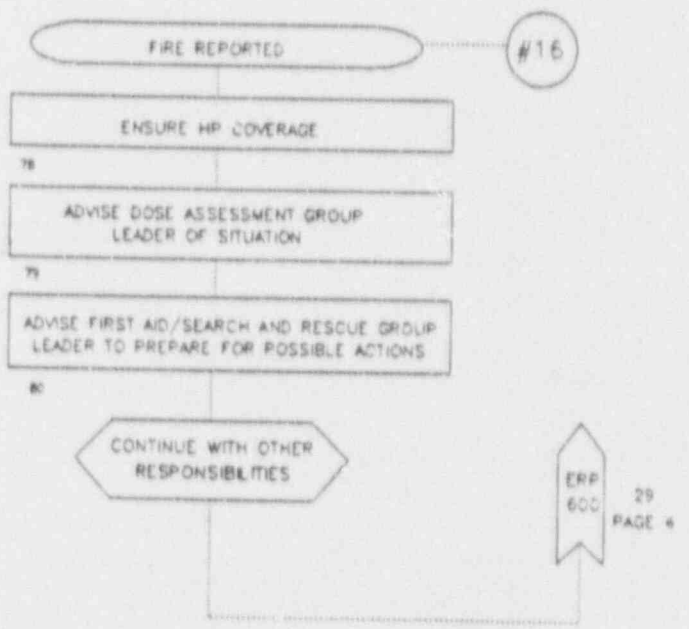 FIRE REPORTED
#16
ENSURE HP COVERAGE
78
ADVISE DOSE ASSESSMENT GROUP
LEADER OF SITUATION
79
ADVISE FIRST AID/SEARCH AND RESCUE GROUP
LEADER TO PREPARE FOR POSSIBLE ACTIONS
80
CONTINUE WITH OTHER
RESPONSIBILITIES
ERP
600
29
PAGE